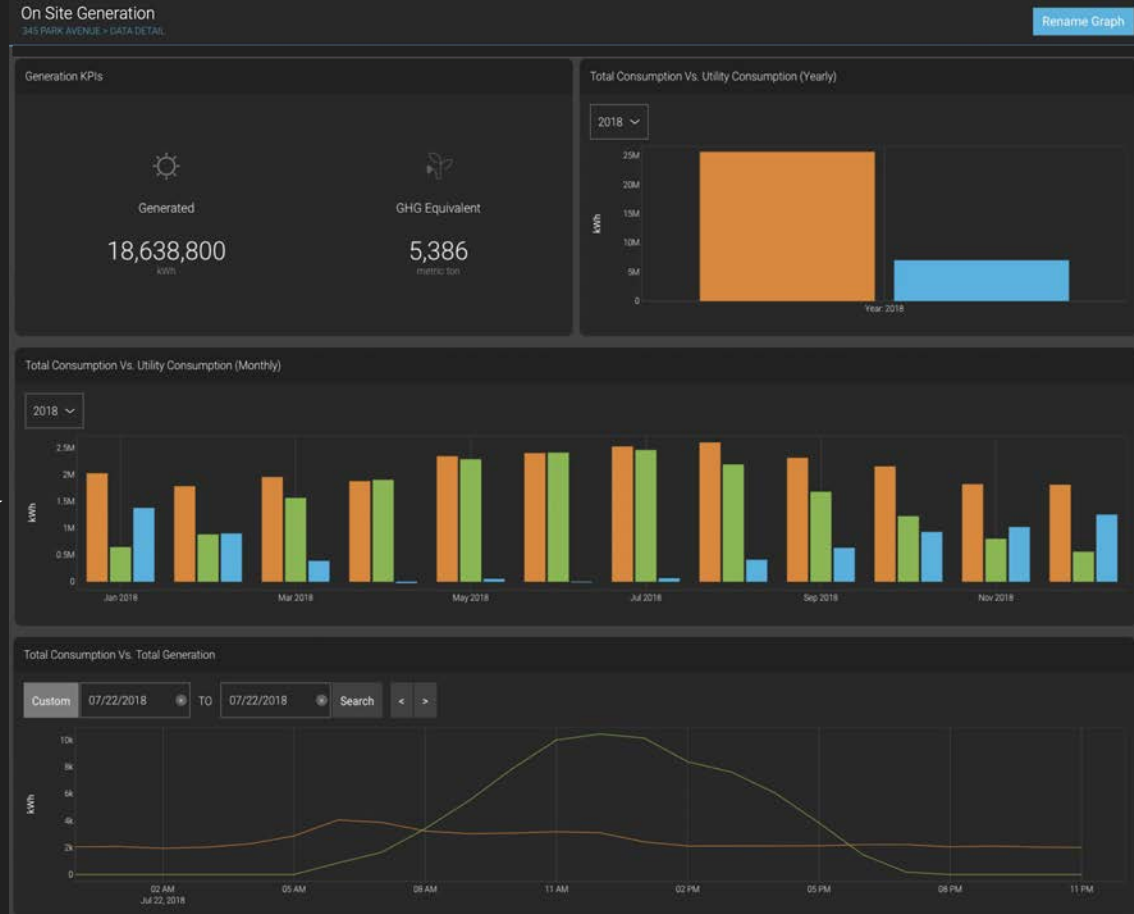 On Site Generation
345 PARK AVENUE > DATA DETAIL
Rename Graph
Generation KPIs
Generated
18,638,800
kWh
GHG Equivalent
5,386
metric ton
Total Consumption Vs. Utility Consumption (Yearly)
2018
25M
20M
15M
10M
5M
0
kWh
Year: 2018
Total Consumption Vs. Utility Consumption (Monthly)
2018
2.5M
2M
1.5M
1M
0.5M
0
kWh
Jan 2018 Mar 2018 May 2018 Jul 2018 Sep 2018 Nov 2018
Total Consumption Vs. Total Generation
Custom 07/22/2018 TO 07/22/2018 Search < >
10k
8k
6k
4k
2k
0
kWh
02 AM 05 AM 08 AM 11 AM 02 PM 05 PM 08 PM 11 PM
Jul 22, 2018